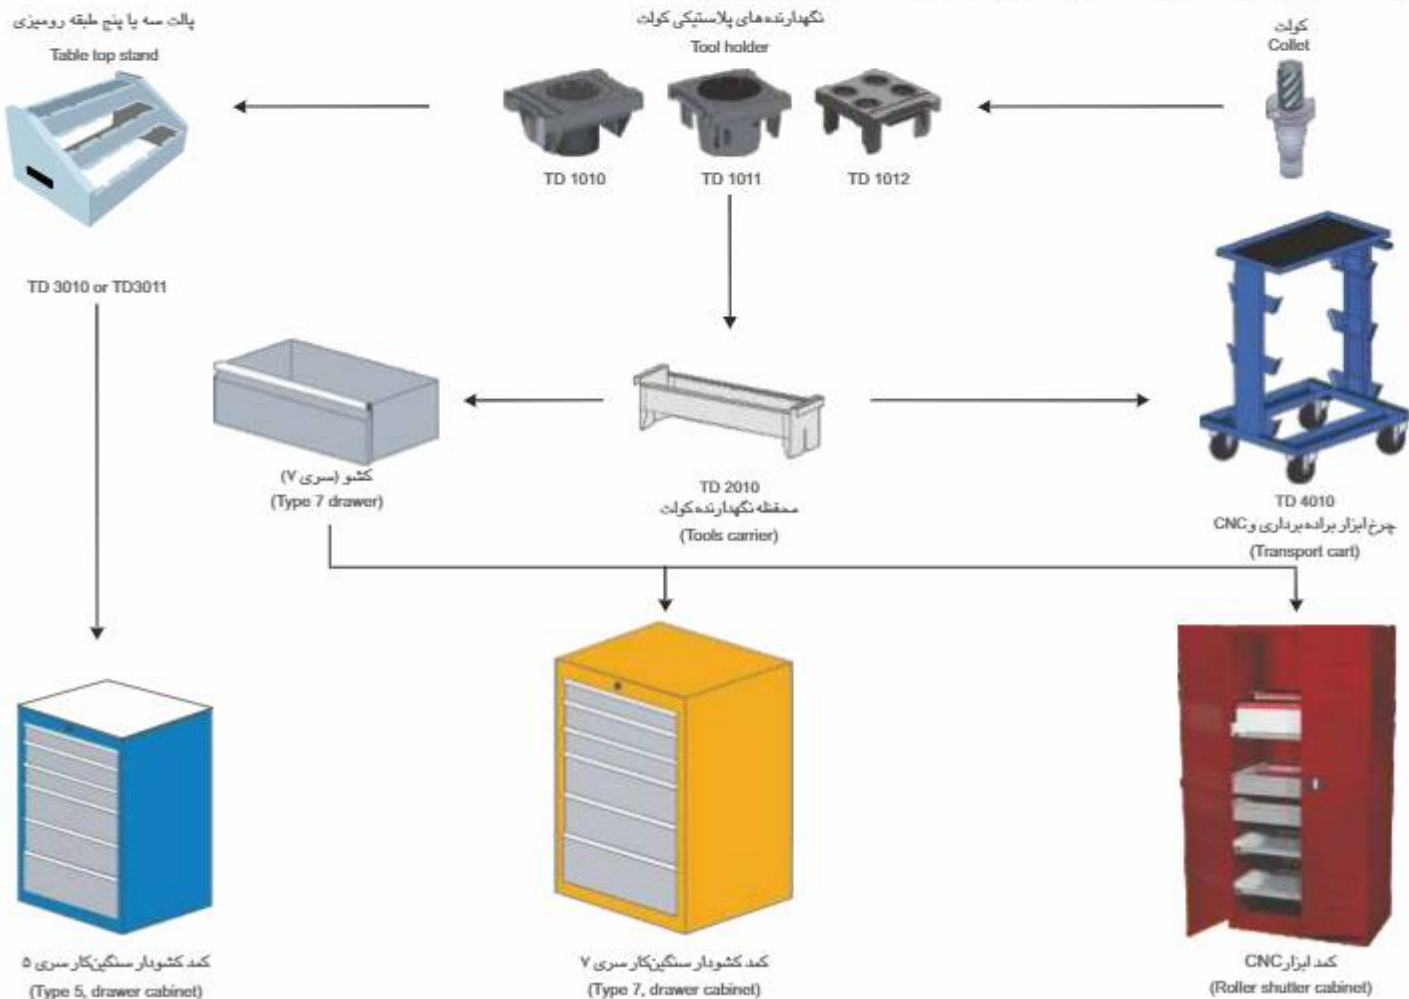 پالت سه یا پنج طبقه رومیزی
Table top stand
نگهدارنده های پلاستیکی کولت
Tool holder
کولت
Collet
TD 1010
TD 1011
TD 1012
TD 3010 or TD3011
کشو (سری ۷)
(Type 7 drawer)
TD 2010
محفظه نگهدارنده کولت
(Tools carrier)
TD 4010
چرخ ابزار براده برداری و CNC
(Transport cart)
کمد کشودار سنگین‌کار سری ۵
(Type 5, drawer cabinet)
کمد کشودار سنگین‌کار سری ۷
(Type 7, drawer cabinet)
کمد ابزار CNC
(Roller shutter cabinet)